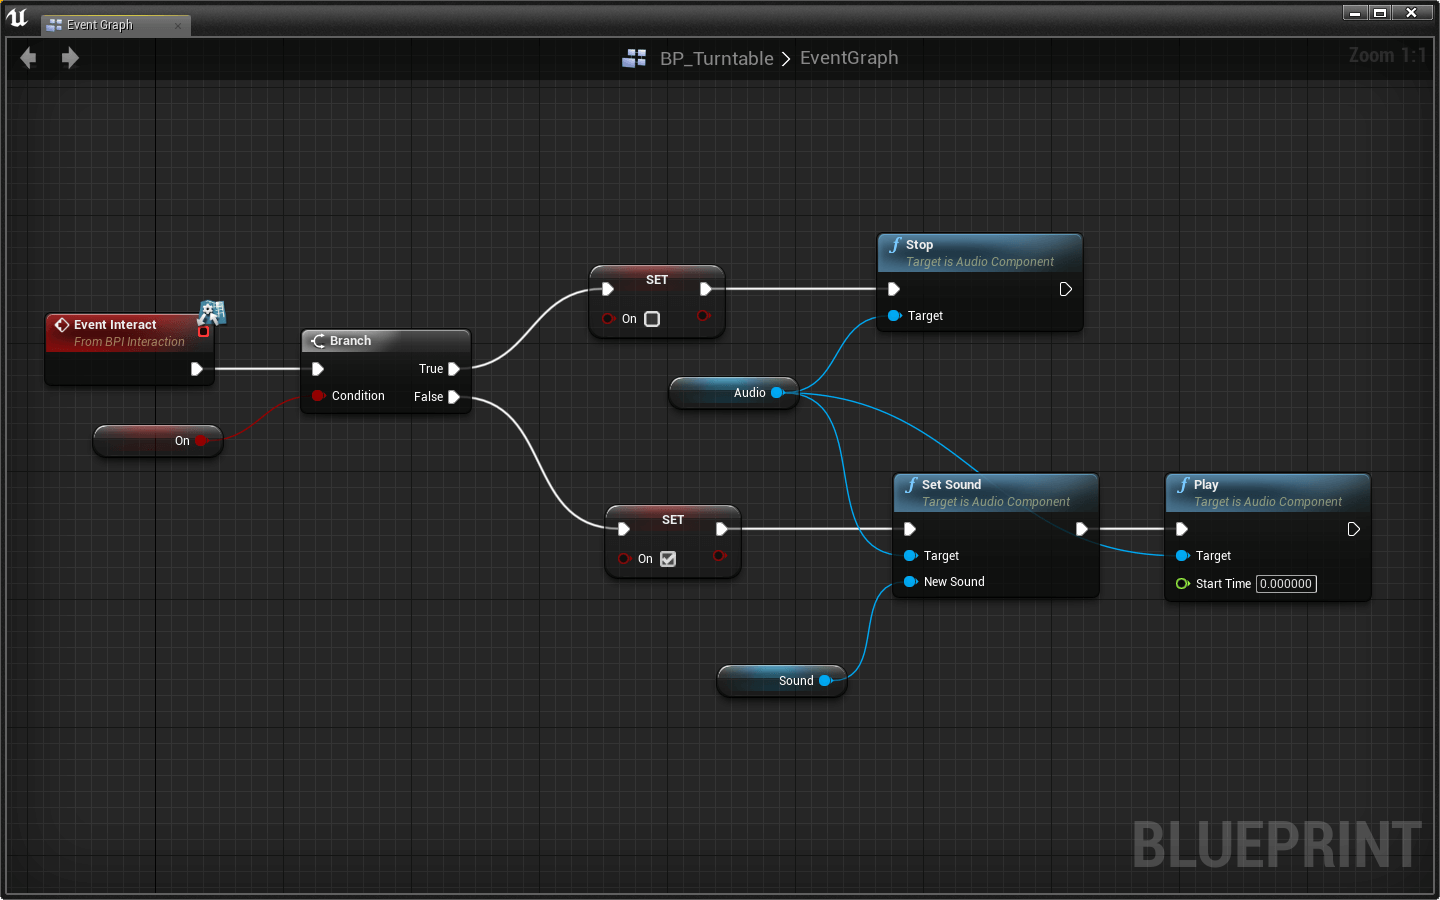 Event Graph
BP_Turntable > EventGraph
Zoom 1:1
Stop
Target is Audio Component
Target
SET
On
Event Interact
From BPI Interaction
Branch
True
Condition
False
On
Audio
SET
On
Set Sound
Target is Audio Component
Target
New Sound
Play
Target is Audio Component
Target
Start Time 0.000000
Sound
BLUEPRINT